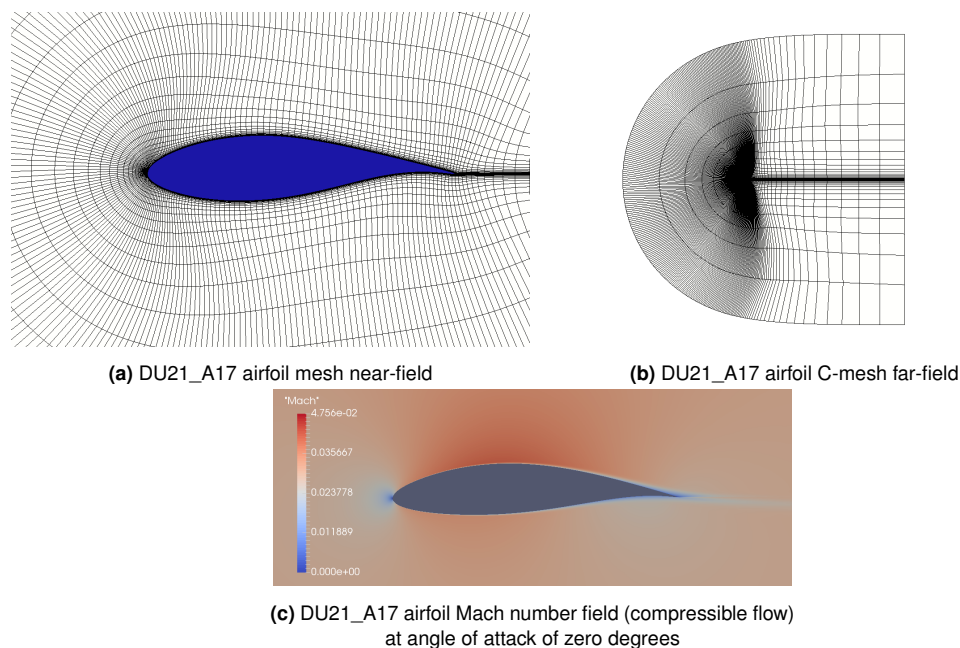 (a) DU21_A17 airfoil mesh near-field
(b) DU21_A17 airfoil C-mesh far-field
"Mach"
4.756e-02
0.035667
0.023778
0.011889
0.000e+00
(c) DU21_A17 airfoil Mach number field (compressible flow)
at angle of attack of zero degrees